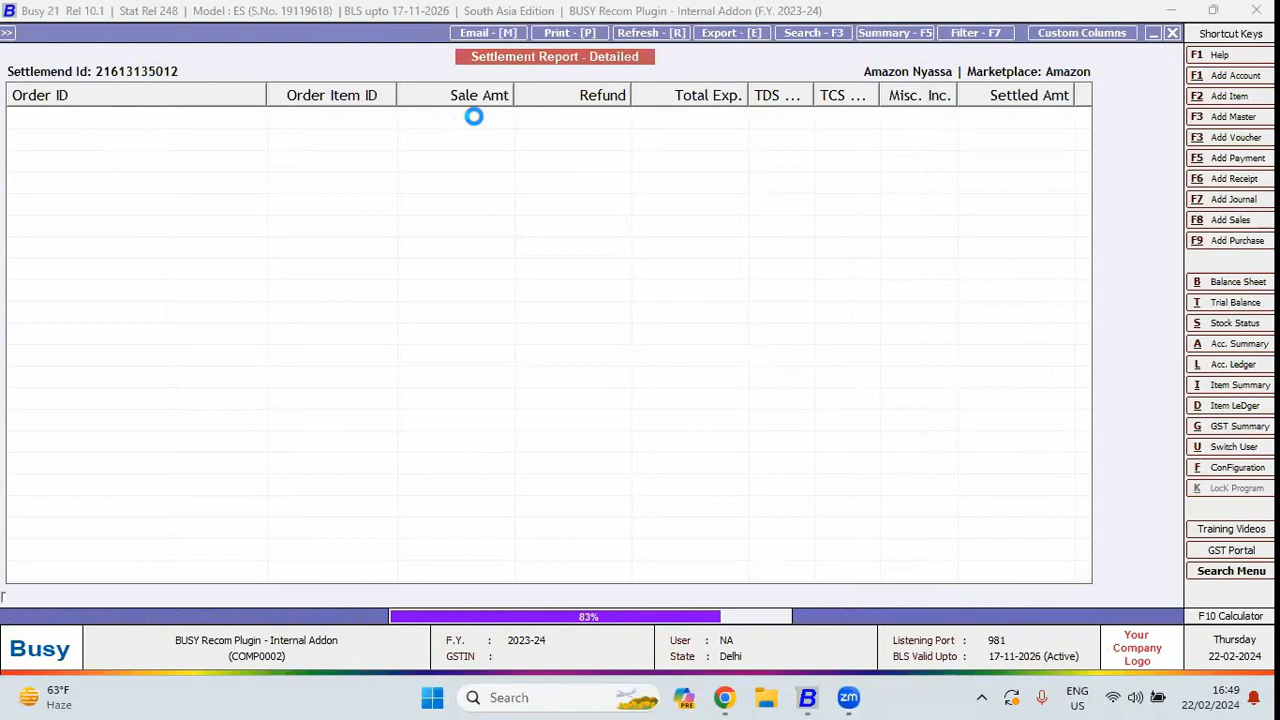 Busy 21 Rel 10.1 | Stat Rel 248 | Model : ES (S.No. 19119618) | BLS upto 17-11-2026 | South Asia Edition | BUSY Recom Plugin - Internal Addon (F.Y. 2023-24)
>> Email - [M] Print - [P] Refresh - [R] Export - [E] Search - F3 Summary - F5 Filter - F7 Custom Columns
Shortcut Keys
Settlement Report - Detailed
Settlemend Id: 21613135012
Amazon Nyassa | Marketplace: Amazon
Order ID Order Item ID Sale Amt Refund Total Exp. TDS ... TCS ... Misc. Inc. Settled Amt
F1 Help
F1 Add Account
F2 Add Item
F3 Add Master
F3 Add Voucher
F5 Add Payment
F6 Add Receipt
F7 Add Journal
F8 Add Sales
F9 Add Purchase
B Balance Sheet
T Trial Balance
S Stock Status
A Acc. Summary
L Acc. Ledger
I Item Summary
D Item LeDger
G GST Summary
U Switch User
F ConFiguration
K LocK Program
Training Videos
GST Portal
Search Menu
83%
F10 Calculator
Busy
BUSY Recom Plugin - Internal Addon
(COMP0002)
F.Y. : 2023-24
GSTIN :
User : NA
State : Delhi
Listening Port : 981
BLS Valid Upto : 17-11-2026 (Active)
Your
Company
Logo
Thursday
22-02-2024
63°F
Haze
Search
PRE
ENG
US
16:49
22/02/2024